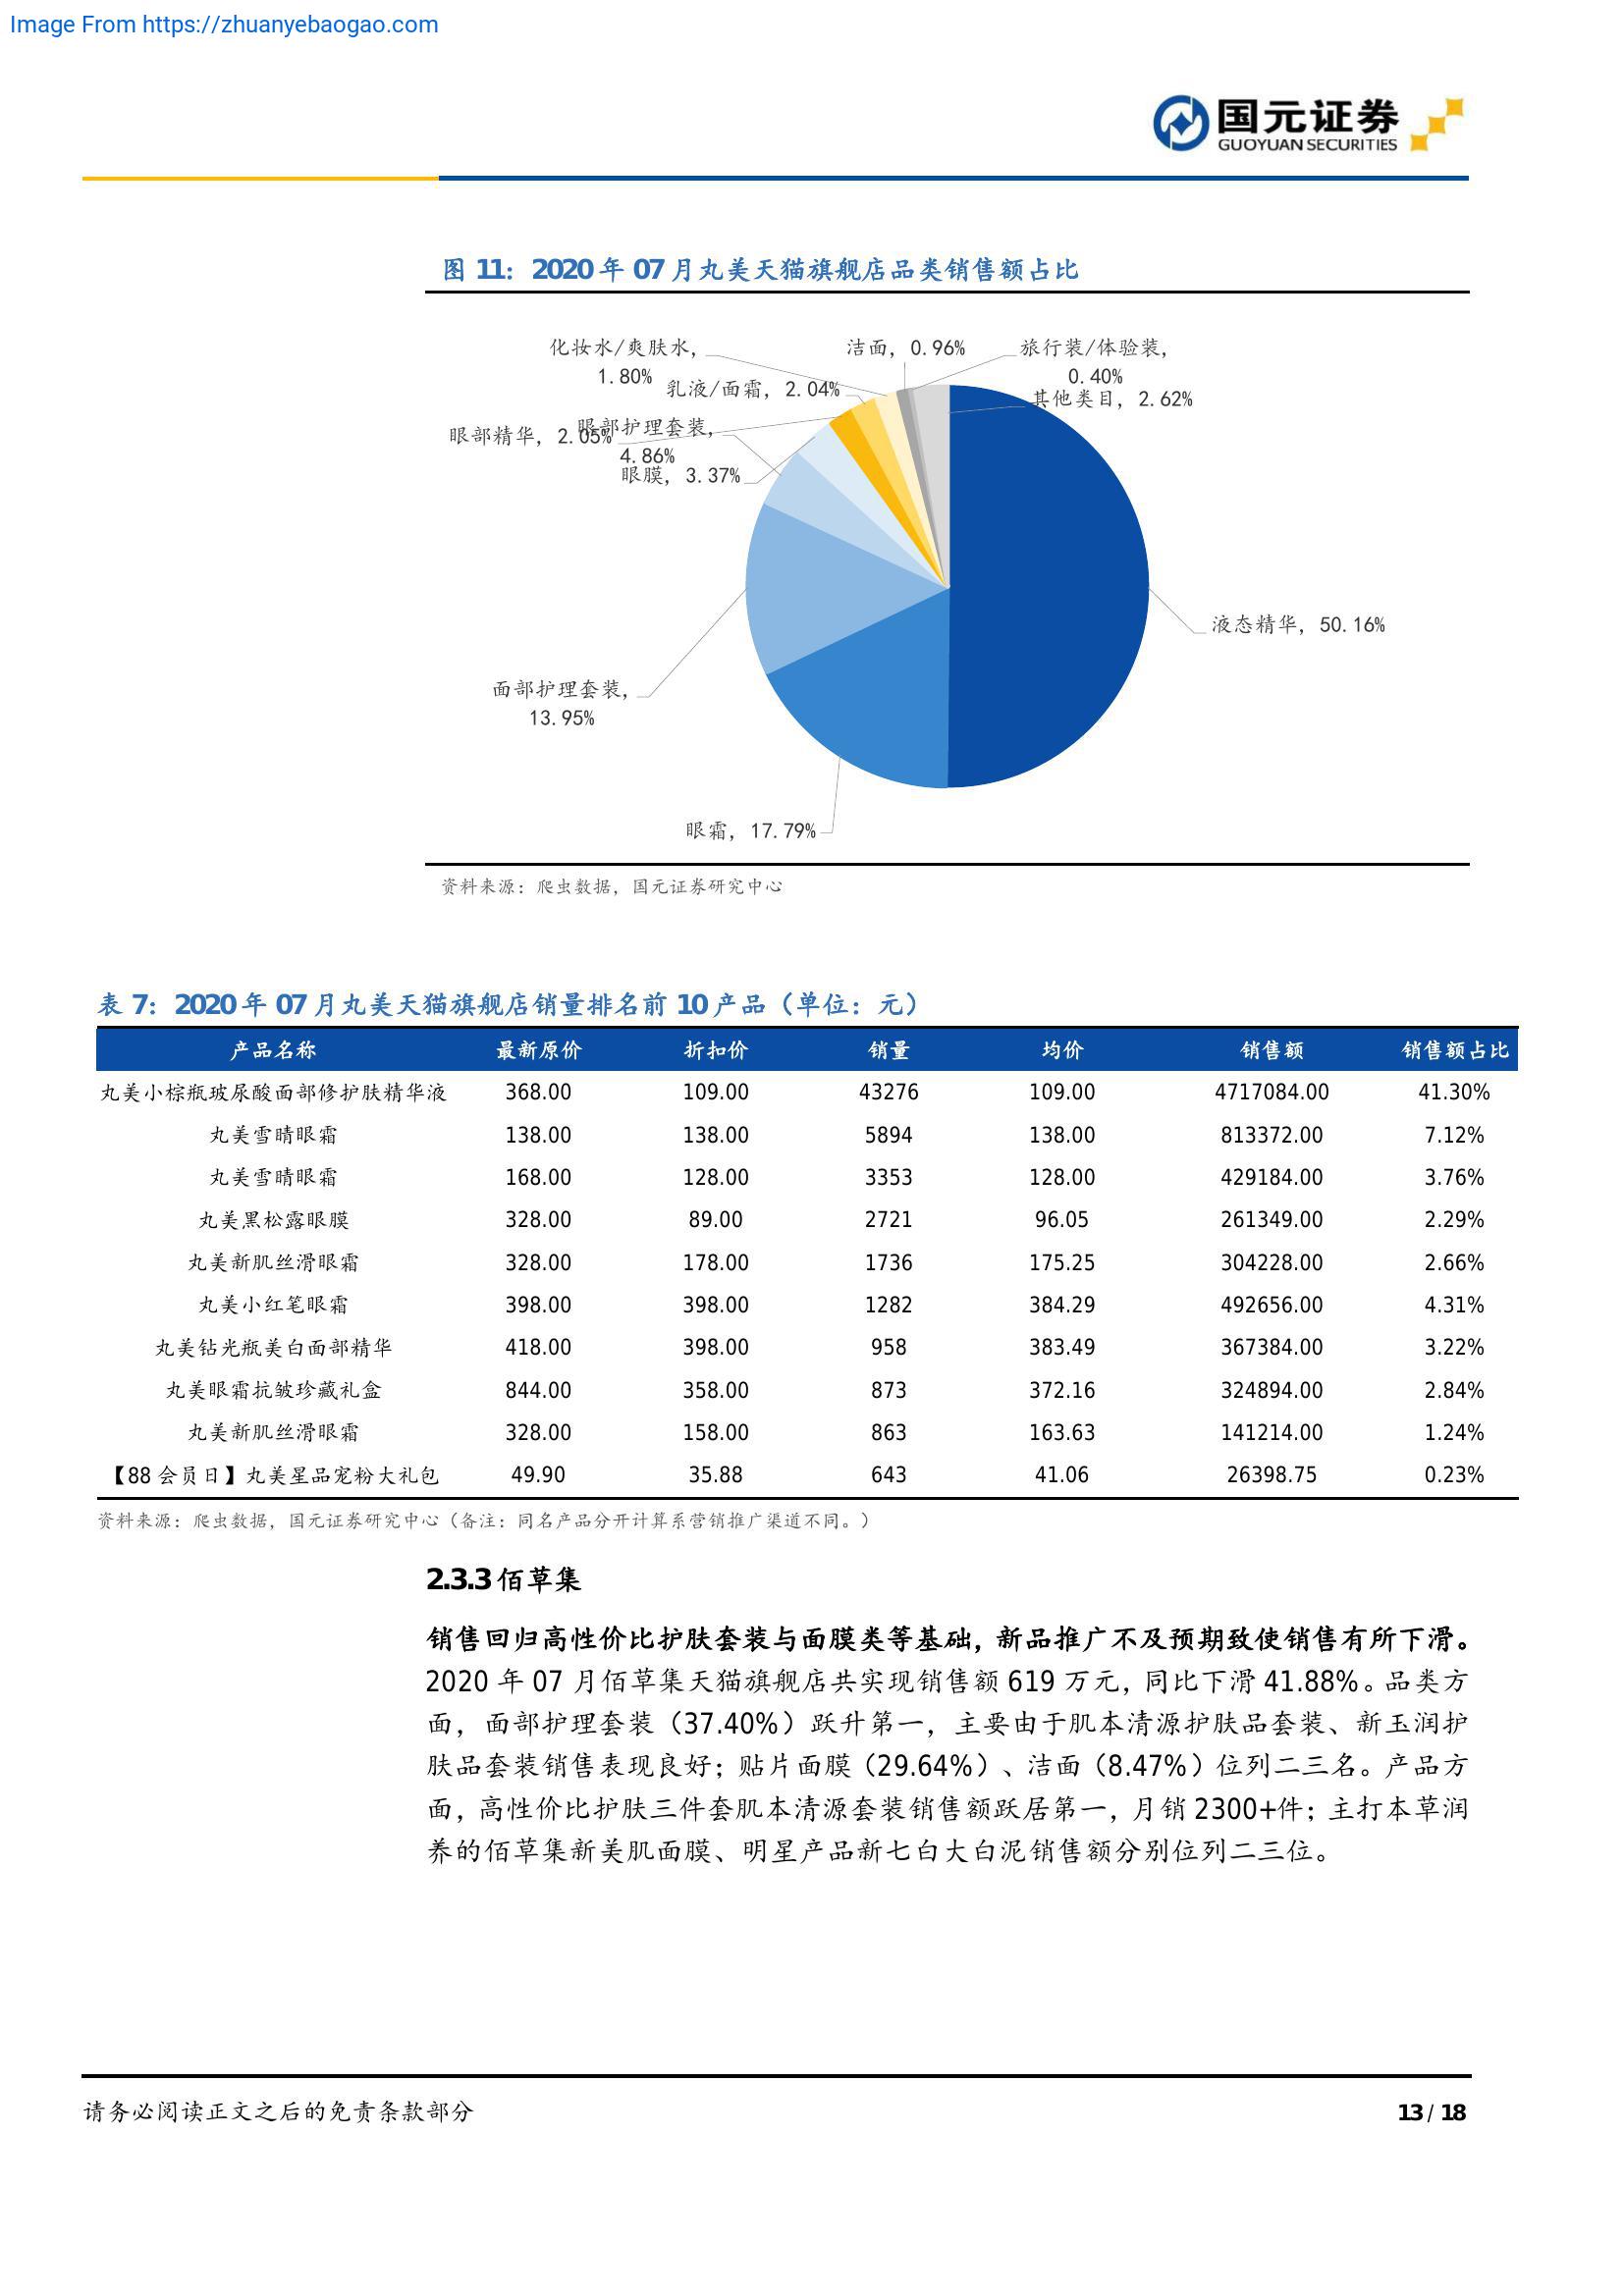 Image From https://zhuanyebaogao.com
国元证券
GUOYUAN SECURITIES
图 11：2020 年 07 月丸美天猫旗舰店品类销售额占比
化妆水/爽肤水，
1.80%
洁面，0.96%
旅行装/体验装，
0.40%
乳液/面霜，2.04%
其他类目，2.62%
眼部精华，2.05%
眼部护理套装，
4.86%
眼膜，3.37%
液态精华，50.16%
面部护理套装，
13.95%
眼霜，17.79%
资料来源：爬虫数据，国元证券研究中心
表 7：2020 年 07 月丸美天猫旗舰店销量排名前 10 产品（单位：元）
产品名称 最新原价 折扣价 销量 均价 销售额 销售额占比
丸美小棕瓶玻尿酸面部修护肤精华液 368.00 109.00 43276 109.00 4717084.00 41.30%
丸美雪晴眼霜 138.00 138.00 5894 138.00 813372.00 7.12%
丸美雪晴眼霜 168.00 128.00 3353 128.00 429184.00 3.76%
丸美黑松露眼膜 328.00 89.00 2721 96.05 261349.00 2.29%
丸美新肌丝滑眼霜 328.00 178.00 1736 175.25 304228.00 2.66%
丸美小红笔眼霜 398.00 398.00 1282 384.29 492656.00 4.31%
丸美钻光瓶美白面部精华 418.00 398.00 958 383.49 367384.00 3.22%
丸美眼霜抗皱珍藏礼盒 844.00 358.00 873 372.16 324894.00 2.84%
丸美新肌丝滑眼霜 328.00 158.00 863 163.63 141214.00 1.24%
【88 会员日】丸美星品宠粉大礼包 49.90 35.88 643 41.06 26398.75 0.23%
资料来源：爬虫数据，国元证券研究中心（备注：同名产品分开计算系营销推广渠道不同。）
2.3.3 佰草集
销售回归高性价比护肤套装与面膜类等基础，新品推广不及预期致使销售有所下滑。
2020 年 07 月佰草集天猫旗舰店共实现销售额 619 万元，同比下滑 41.88%。品类方
面，面部护理套装（37.40%）跃升第一，主要由于肌本清源护肤品套装、新玉润护
肤品套装销售表现良好；贴片面膜（29.64%）、洁面（8.47%）位列二三名。产品方
面，高性价比护肤三件套肌本清源套装销售额跃居第一，月销 2300+件；主打本草润
养的佰草集新美肌面膜、明星产品新七白大白泥销售额分别位列二三位。
请务必阅读正文之后的免责条款部分
13 / 18